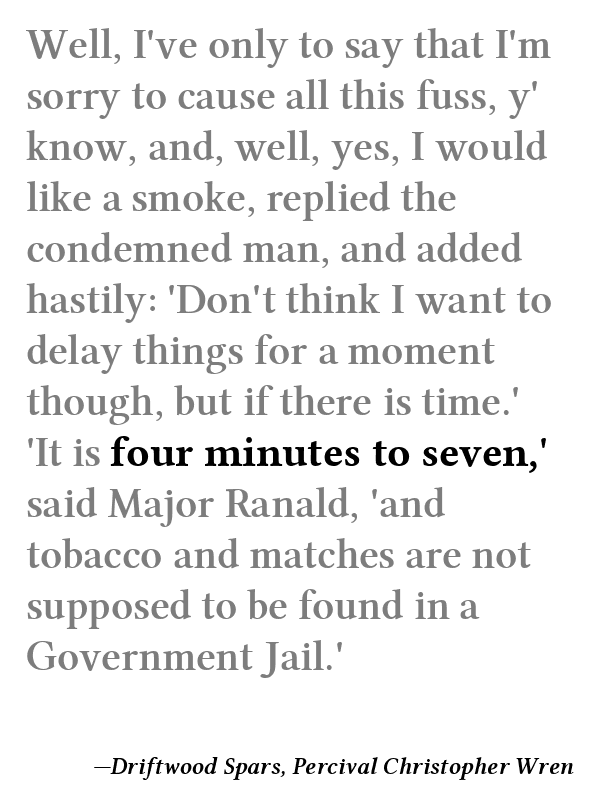 Well, I've only to say that I'm
sorry to cause all this fuss, y'
know, and, well, yes, I would
like a smoke, replied the
condemned man, and added
hastily: 'Don't think I want to
delay things for a moment
though, but if there is time.'
'It is four minutes to seven,'
said Major Ranald, 'and
tobacco and matches are not
supposed to be found in a
Government Jail.'
—Driftwood Spars, Percival Christopher Wren